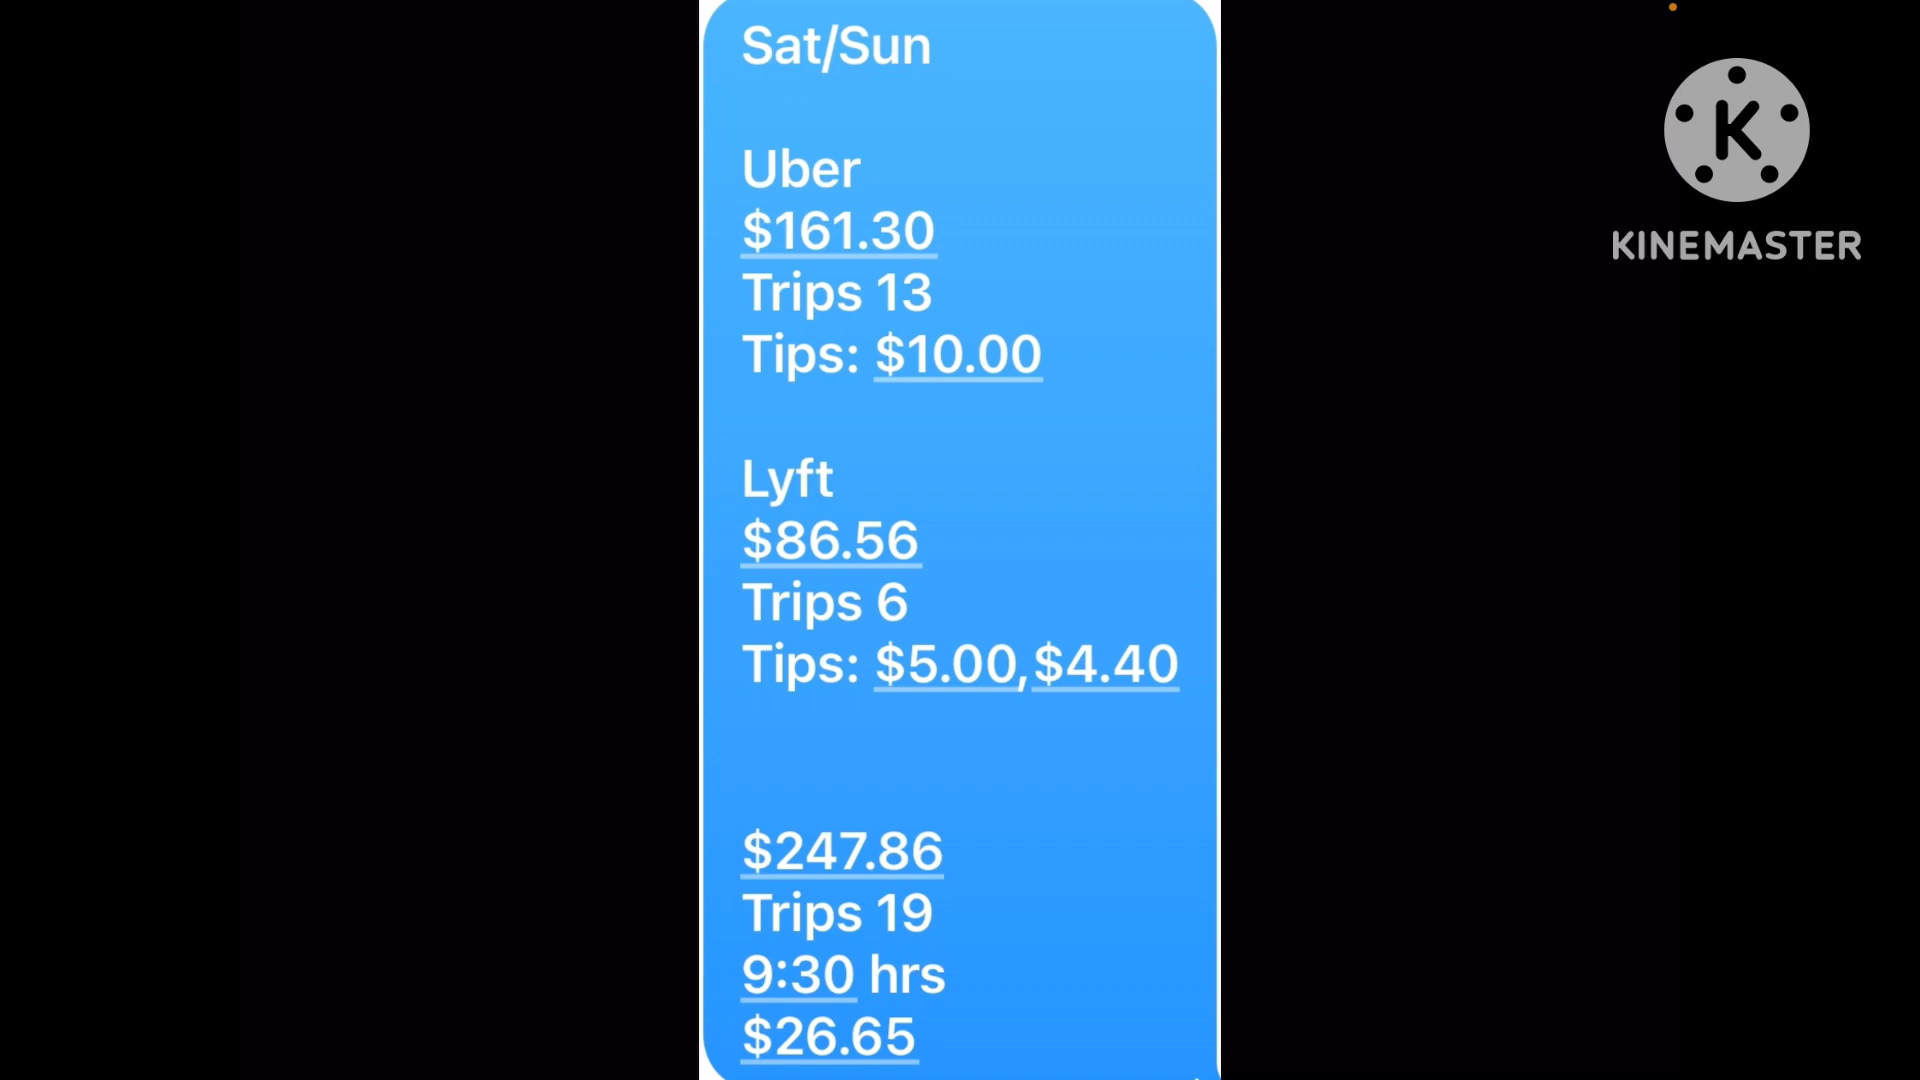 Sat/Sun
Uber
$161.30
Trips 13
Tips: $10.00
Lyft
$86.56
Trips 6
Tips: $5.00,$4.40
$247.86
Trips 19
9:30 hrs
$26.65
K
KINEMASTER